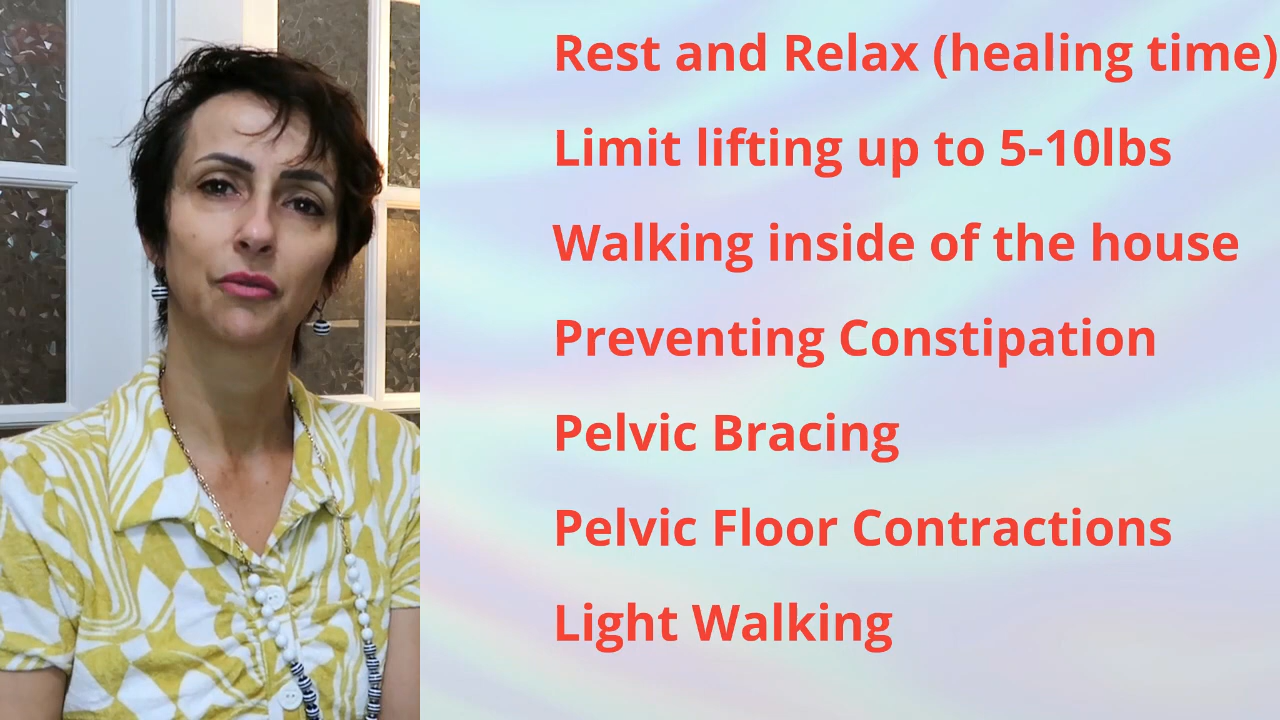 Rest and Relax (healing time)
Limit lifting up to 5-10lbs
Walking inside of the house
Preventing Constipation
Pelvic Bracing
Pelvic Floor Contractions
Light Walking